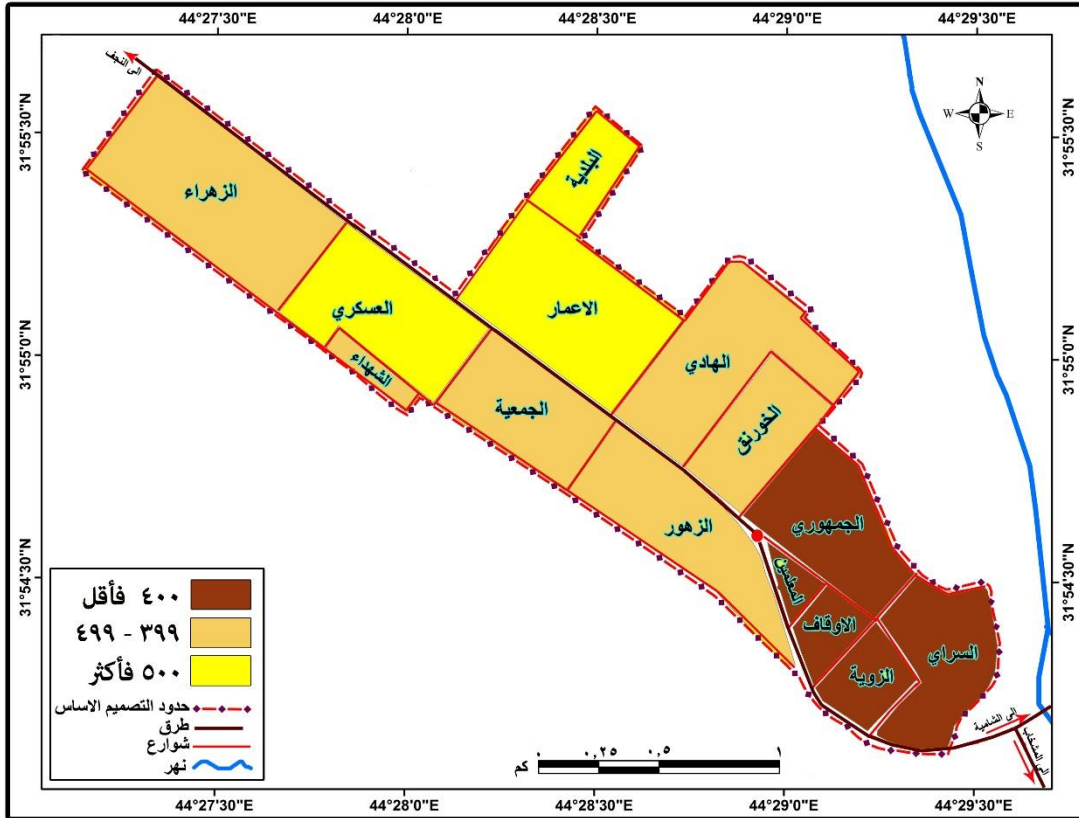 44°27'30"E 44°28'0"E 44°28'30"E 44°29'0"E 44°29'30"E
الى النجف
N
W E
S
31°55'30"N 31°55'30"N
البلدية
الزهراء
العسكري
الاعمار
31°55'0"N 31°55'0"N
الشهداء
الهادي
الجمعية
الخورنق
الزهور
الجمهوري
31°54'30"N 31°54'30"N
المعلمين
الاوقاف
السراي
الزوية
٤٠٠ فأقل
٣٩٩ - ٤٩٩
٥٠٠ فأكثر
حدود التصميم الاساس
طرق
شوارع
نهر
٠ ٠,٢٥ ٠,٥ ١
كم
الى الشامية
الى المشخاب
44°27'30"E 44°28'0"E 44°28'30"E 44°29'0"E 44°29'30"E